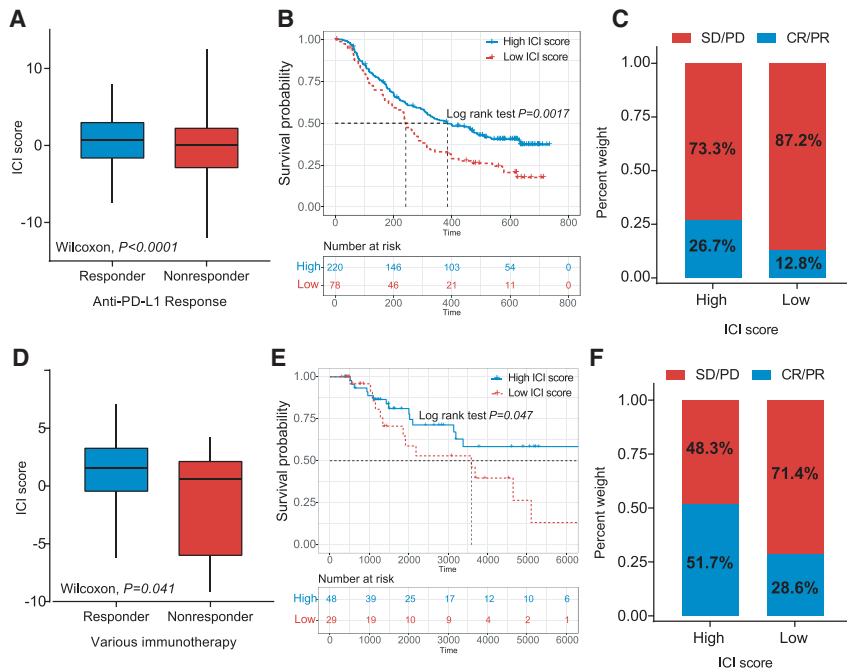 A
ICI score
10
0
-10
Wilcoxon, P<0.0001
Responder
Nonresponder
Anti-PD-L1 Response
B
Survival probability
1.00
0.75
0.50
0.25
0.00
High ICI score
Low ICI score
Log rank test P=0.0017
0 200 400 600 800
Time
Number at risk
High 220 146 103 54 0
Low 78 46 21 11 0
0 200 400 600 800
Time
C
SD/PD CR/PR
Percent weight
1.00
0.75
0.50
0.25
0.00
73.3% 87.2%
26.7% 12.8%
High Low
ICI score
D
ICI score
10
5
0
-5
-10
Wilcoxon, P=0.041
Responder
Nonresponder
Various immunotherapy
E
Survival probability
1.00
0.75
0.50
0.25
0.00
High ICI score
Low ICI score
Log rank test P=0.047
0 1000 2000 3000 4000 5000 6000
Time
Number at risk
High 48 39 25 17 12 10 6
Low 29 19 10 9 4 2 1
0 1000 2000 3000 4000 5000 6000
Time
F
SD/PD CR/PR
Percent weight
1.00
0.75
0.50
0.25
0.00
48.3% 71.4%
51.7% 28.6%
High Low
ICI score